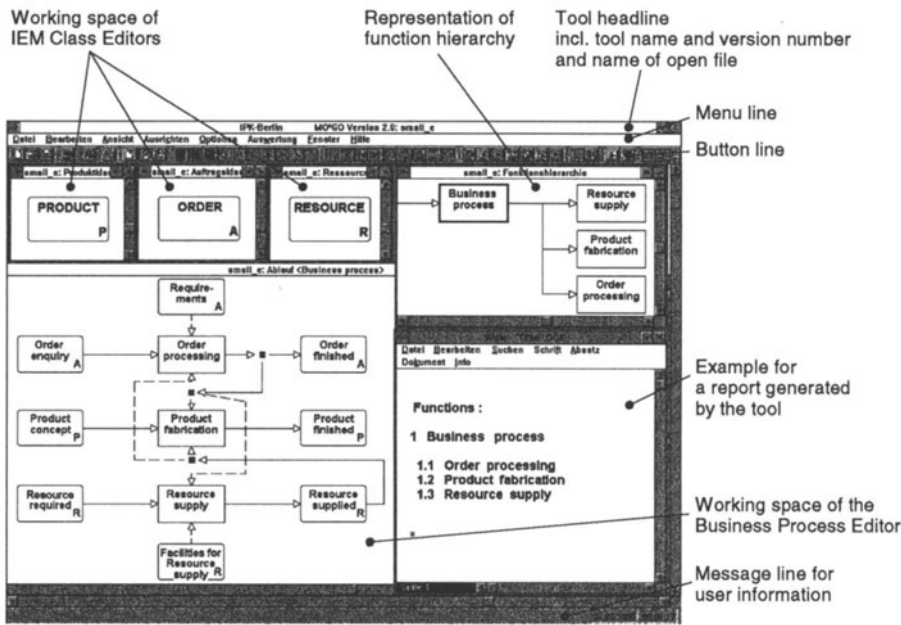 Working space of
IEM Class Editors
Representation of
function hierarchy
Tool headline
incl. tool name and version number
and name of open file
Menu line
Button line
IPK-Berlin MO²GO Version 2.0: small_e
Datei Bearbeiten Ansicht Ausrichten Optionen Auswertung Fenster Hilfe
small_e: Produktklas
small_e: Auftragsklas
small_e: Ressource
small_e: Funktionshierarchie
PRODUCT
P
ORDER
A
RESOURCE
R
Business
process
Resource
supply
Product
fabrication
Order
processing
small_e: Ablauf <Business process>
Require-
ments A
Order
enquiry A
Order
processing
Order
finished A
Product
concept P
Product
fabrication
Product
finished P
Resource
required R
Resource
supply
Resource
supplied R
Facilities for
Resource
supply R
Datei Bearbeiten Suchen Schrift Absatz
Dokument Info
Functions :
1 Business process
1.1 Order processing
1.2 Product fabrication
1.3 Resource supply
Example for
a report generated
by the tool
Working space of the
Business Process Editor
Message line for
user information